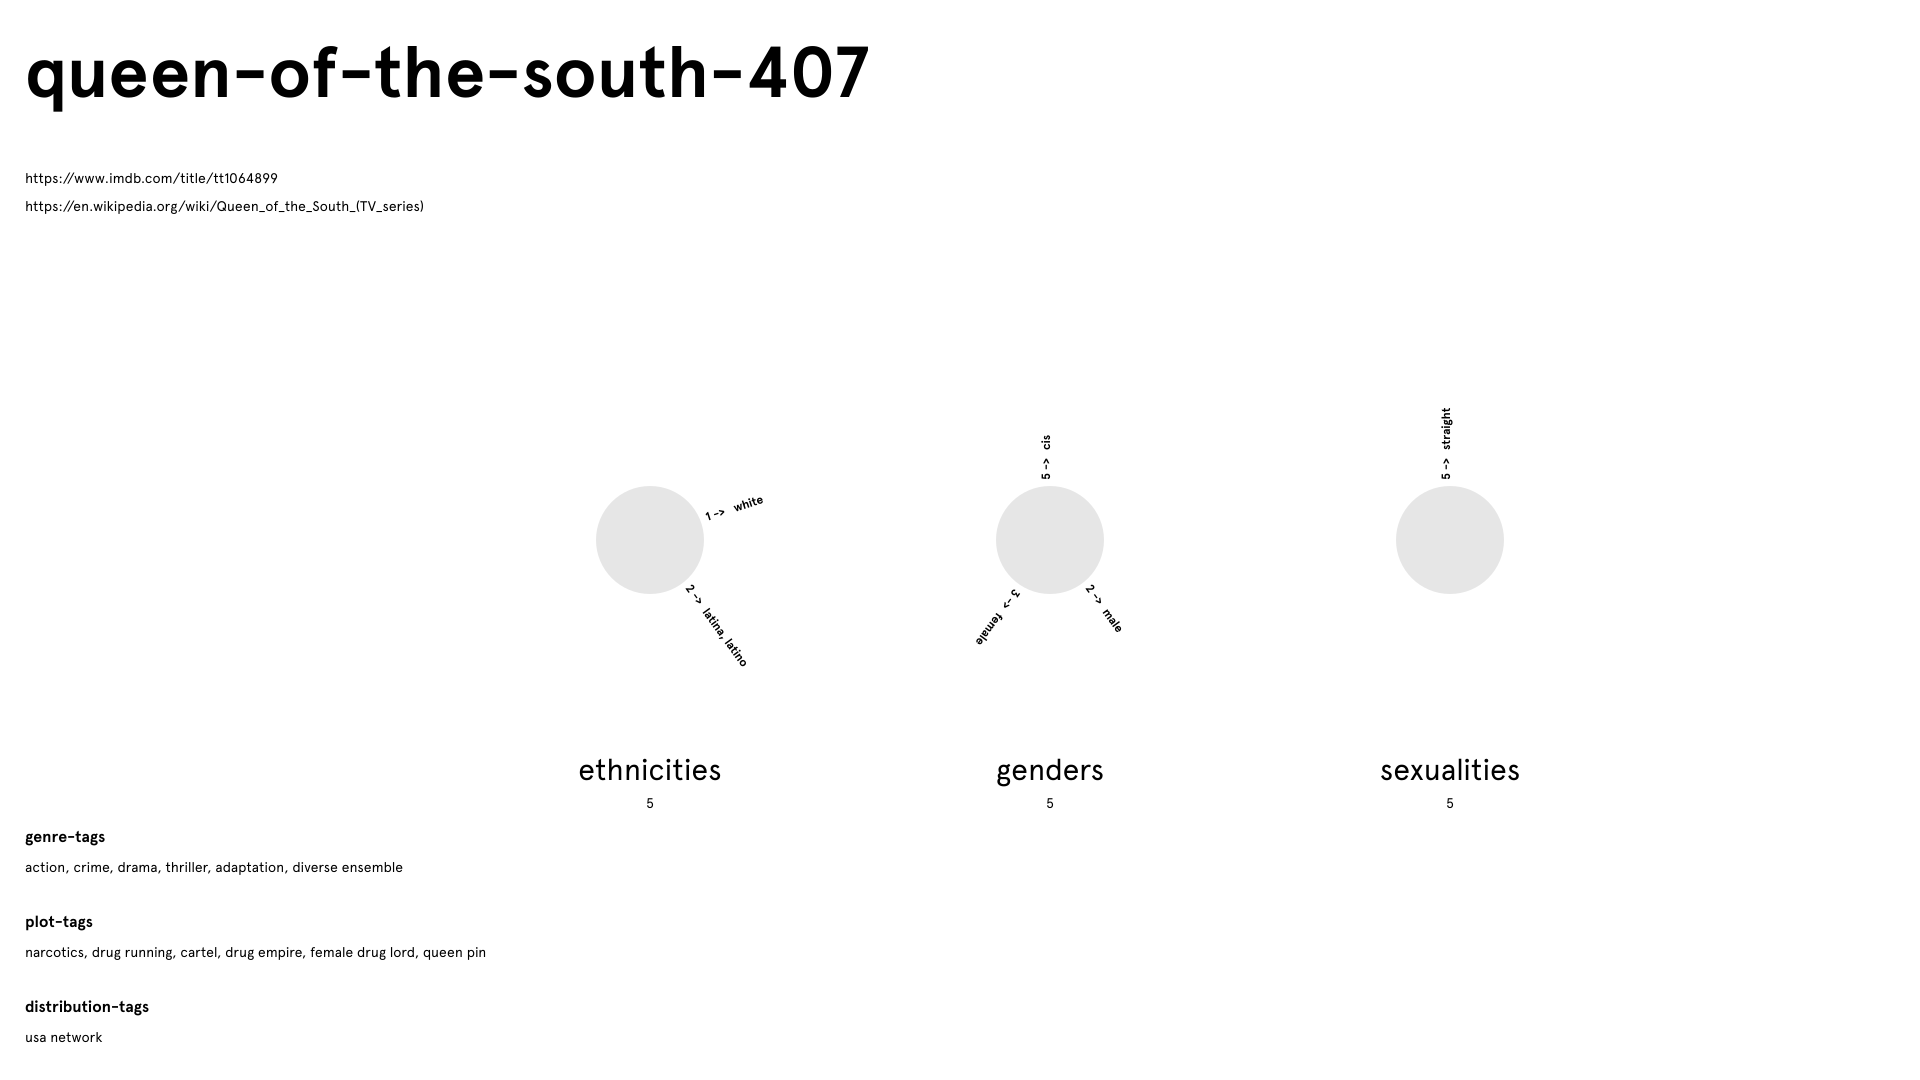 queen-of-the-south-407
https://www.imdb.com/title/tt1064899
https://en.wikipedia.org/wiki/Queen_of_the_South_(TV_series)
1 -> white
2 -> latina, latino
ethnicities
5
5 -> cis
2 -> male
3 -> female
genders
5
5 -> straight
sexualities
5
genre-tags
action, crime, drama, thriller, adaptation, diverse ensemble
plot-tags
narcotics, drug running, cartel, drug empire, female drug lord, queen pin
distribution-tags
usa network